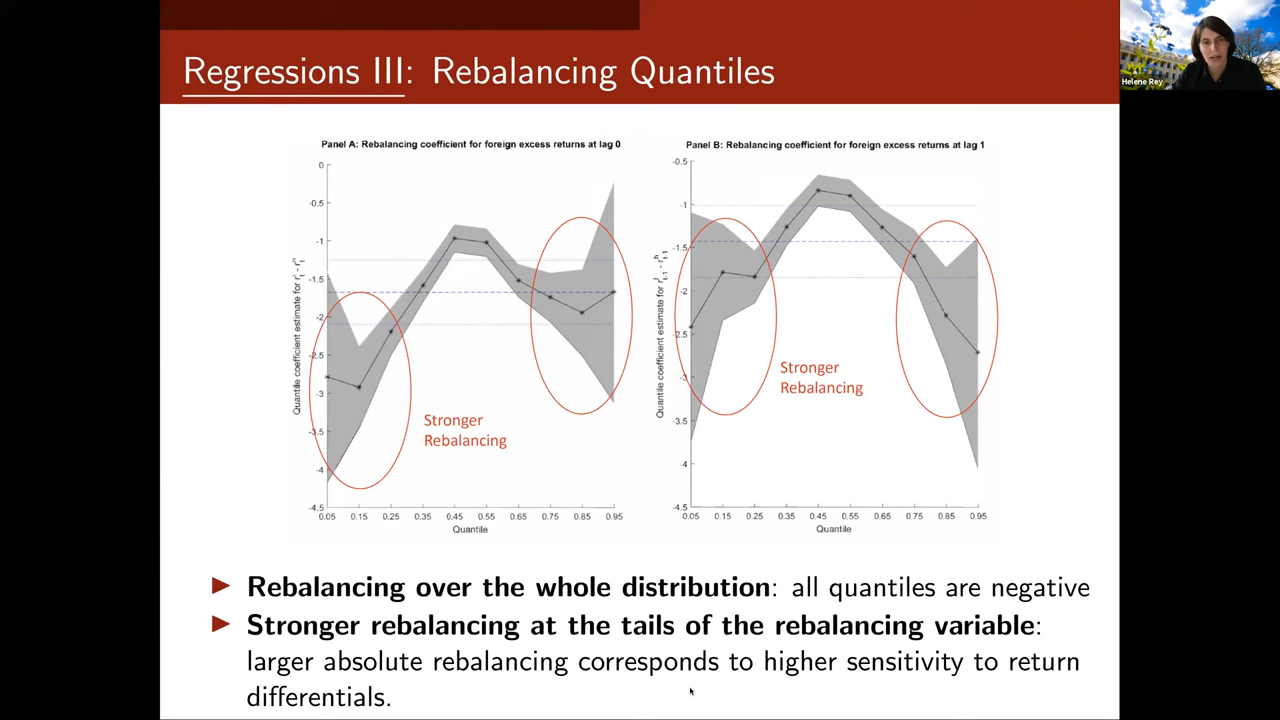 Regressions III: Rebalancing Quantiles
Helene Rey
Panel A: Rebalancing coefficient for foreign excess returns at lag 0
0
-0.5
-1
-1.5
-2
-2.5
-3
-3.5
-4
-4.5
0.05 0.15 0.25 0.35 0.45 0.55 0.65 0.75 0.85 0.95
Quantile
Quantile coefficient estimate for
Stronger
Rebalancing
Panel B: Rebalancing coefficient for foreign excess returns at lag 1
-0.5
-1
-1.5
-2
-2.5
-3
-3.5
-4
-4.5
0.05 0.15 0.25 0.35 0.45 0.55 0.65 0.75 0.85 0.95
Quantile
Quantile coefficient estimate for
Stronger
Rebalancing
▶ Rebalancing over the whole distribution: all quantiles are negative
▶ Stronger rebalancing at the tails of the rebalancing variable:
larger absolute rebalancing corresponds to higher sensitivity to return
differentials.